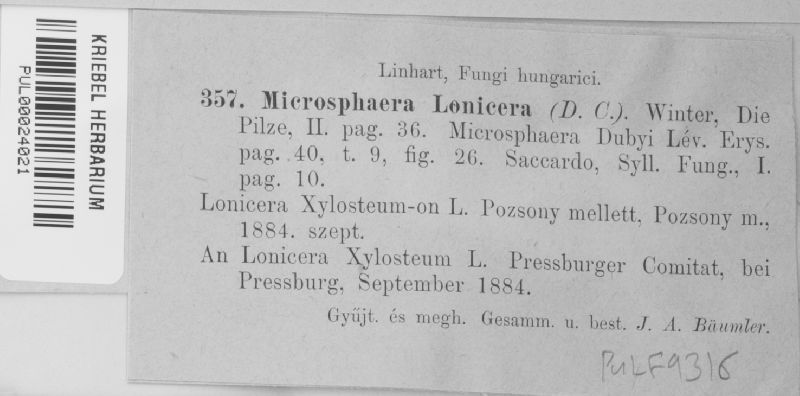 KRIEBEL HERBARIUM
PUL00024021
Linhart, Fungi hungarici.
357. Microsphaera Lonicera (D. C.). Winter, Die
Pilze, II. pag. 36. Microsphaera Dubyi Lév. Erys.
pag. 40, t. 9, fig. 26. Saccardo, Syll. Fung., I.
pag. 10.
Lonicera Xylosteum-on L. Pozsony mellett, Pozsony m.,
1884. szept.
An Lonicera Xylosteum L. Pressburger Comitat, bei
Pressburg, September 1884.
Gyűjt. és megh. Gesamm. u. best. J. A. Bäumler.
PuLF9316